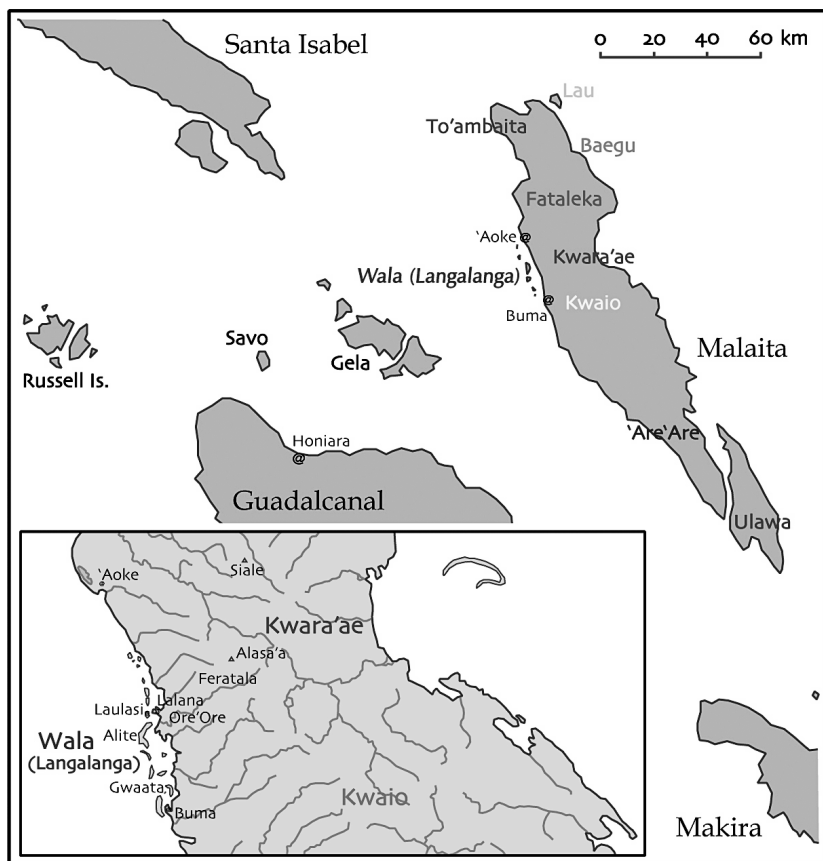 Santa Isabel
0 20 40 60 km
Lau
To'ambaita
Baegu
Fataleka
'Aoke
Kwara'ae
Wala (Langalanga)
Kwaio
Buma
Savo
Gela
Malaita
Russell Is.
'Are'Are
Honiara
Guadalcanal
Ulawa
'Aoke
Siale
Kwara'ae
Alasa'a
Feratala
Lalana
Laulasi
Ore'Ore
Alite
Wala
(Langalanga)
Gwaata
Kwaio
Buma
Makira